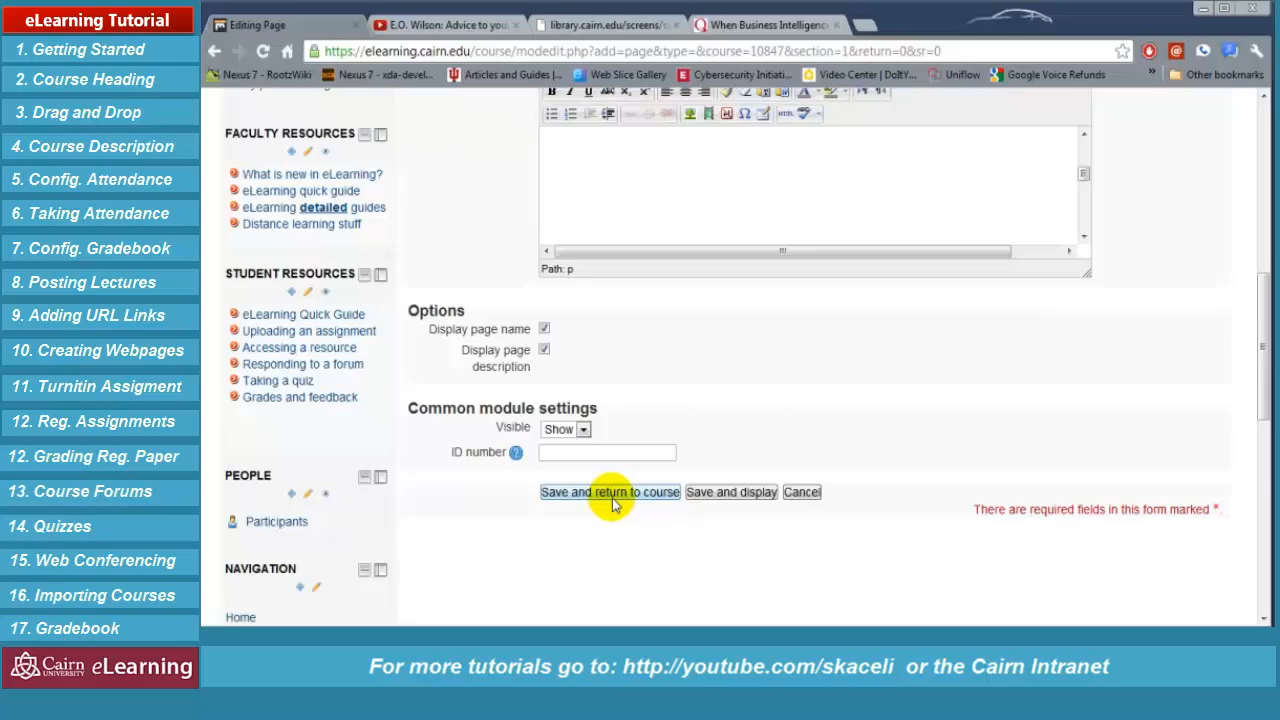 eLearning Tutorial
1. Getting Started
2. Course Heading
3. Drag and Drop
4. Course Description
5. Config. Attendance
6. Taking Attendance
7. Config. Gradebook
8. Posting Lectures
9. Adding URL Links
10. Creating Webpages
11. Turnitin Assigment
12. Reg. Assignments
12. Grading Reg. Paper
13. Course Forums
14. Quizzes
15. Web Conferencing
16. Importing Courses
17. Gradebook
Cairn UNIVERSITY eLearning
Editing Page
E.O. Wilson: Advice to you
library.cairn.edu/screens/
When Business Intelligenc
https://elearning.cairn.edu/course/modedit.php?add=page&type=&course=10847&section=1&return=0&sr=0
Nexus 7 - RootzWiki Nexus 7 - xda-devel... Articles and Guides |... Web Slice Gallery Cybersecurity Initiati... Video Center | DoItY... Uniflow Google Voice Refunds » Other bookmarks
FACULTY RESOURCES
What is new in eLearning?
eLearning quick guide
eLearning detailed guides
Distance learning stuff
STUDENT RESOURCES
eLearning Quick Guide
Uploading an assignment
Accessing a resource
Responding to a forum
Taking a quiz
Grades and feedback
PEOPLE
Participants
NAVIGATION
Home
B I U ABC x₂ x²
HTML
Path: p
Options
Display page name
Display page
description
Common module settings
Visible Show
ID number
Save and return to course Save and display Cancel
There are required fields in this form marked *.
For more tutorials go to: http://youtube.com/skaceli or the Cairn Intranet